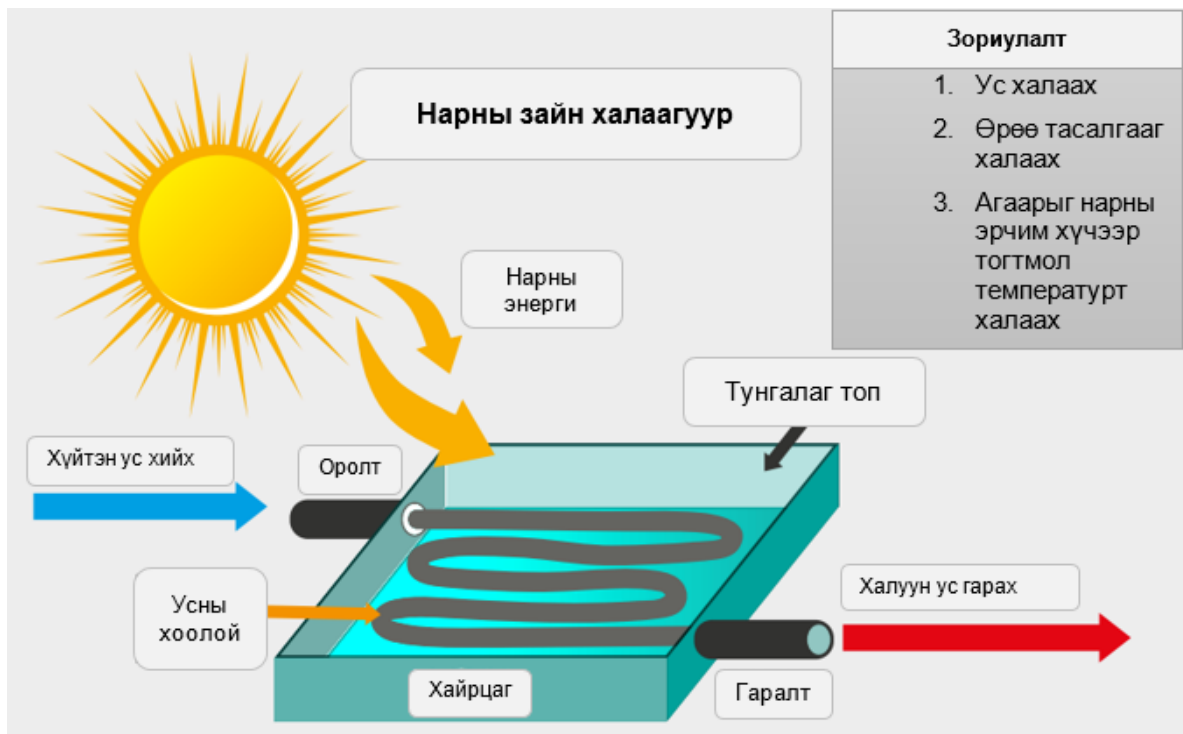 Зориулалт
1. Ус халаах
2. Өрөө тасалгааг
халаах
3. Агаарыг нарны
эрчим хүчээр
тогтмол
температурт
халаах
Нарны зайн халаагуур
Нарны
энерги
Тунгалаг топ
Хүйтэн ус хийх
Оролт
Усны
хоолой
Халуун ус гарах
Хайрцаг
Гаралт